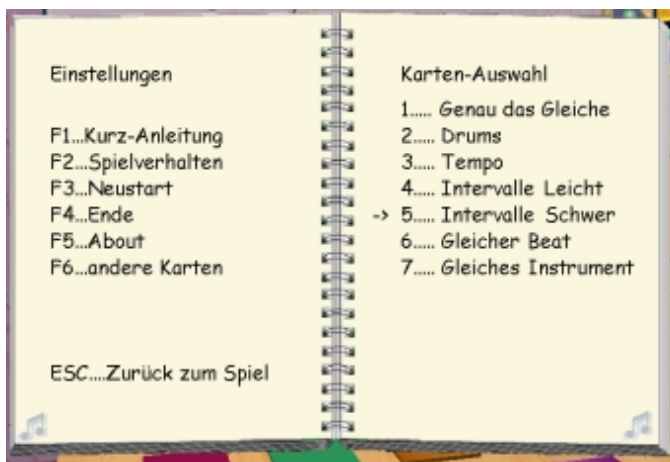 Einstellungen
F1...Kurz-Anleitung
F2...Spielverhalten
F3...Neustart
F4...Ende
F5...About
F6...andere Karten
ESC....Zurück zum Spiel
Karten-Auswahl
1..... Genau das Gleiche
2..... Drums
3..... Tempo
4..... Intervalle Leicht
-> 5..... Intervalle Schwer
6..... Gleicher Beat
7..... Gleiches Instrument